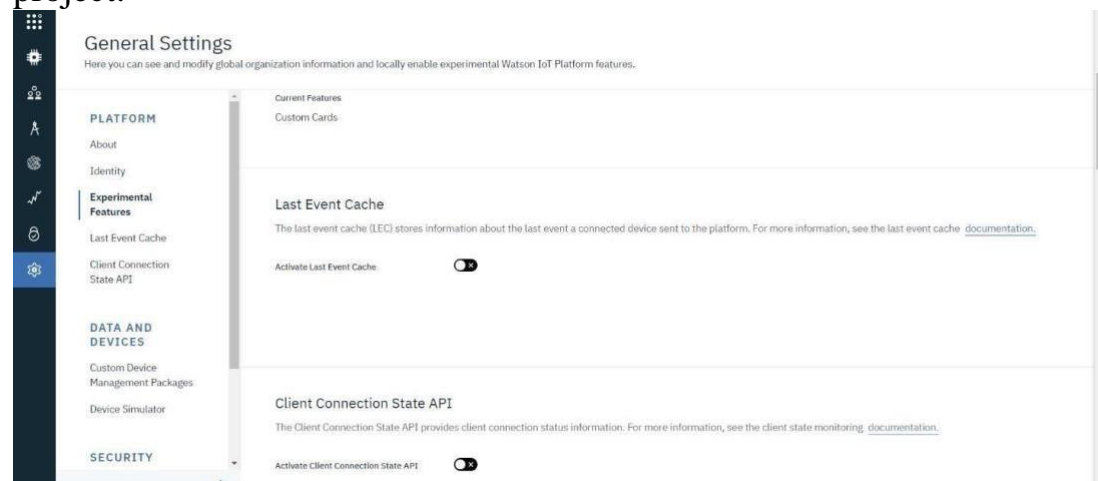 project.
General Settings
Here you can see and modify global organization information and locally enable experimental Watson IoT Platform features.
PLATFORM
About
Identity
Experimental
Features
Last Event Cache
Client Connection
State API
DATA AND
DEVICES
Custom Device
Management Packages
Device Simulator
SECURITY
Current Features
Custom Cards
Last Event Cache
The last event cache (LEC) stores information about the last event a connected device sent to the platform. For more information, see the last event cache documentation.
Activate Last Event Cache
Client Connection State API
The Client Connection State API provides client connection status information. For more information, see the client state monitoring documentation.
Activate Client Connection State API